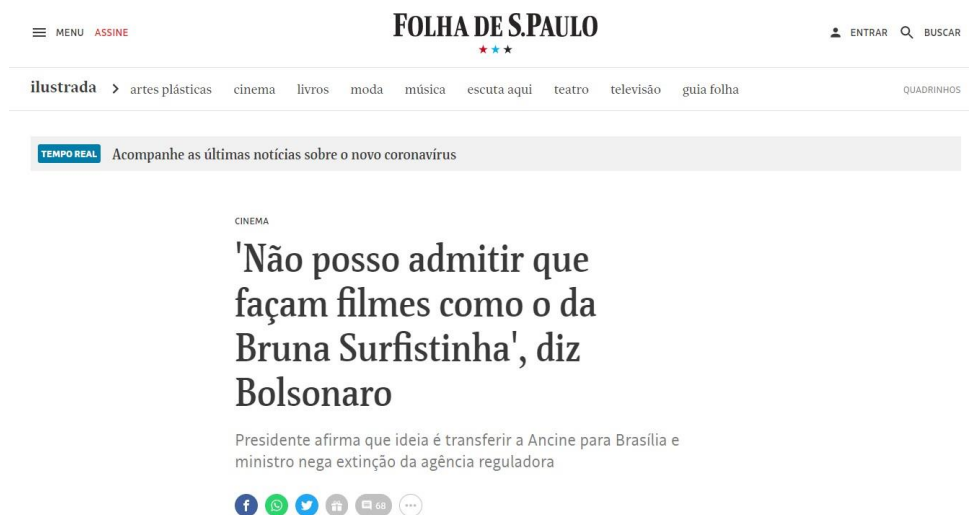 MENU ASSINE FOLHA DE S.PAULO ENTRAR BUSCAR
ilustrada artes plásticas cinema livros moda música escuta aqui teatro televisão guia folha QUADRINHOS
TEMPO REAL Acompanhe as últimas notícias sobre o novo coronavírus
CINEMA
'Não posso admitir que
façam filmes como o da
Bruna Surfistinha', diz
Bolsonaro
Presidente afirma que ideia é transferir a Ancine para Brasília e
ministro nega extinção da agência reguladora
68